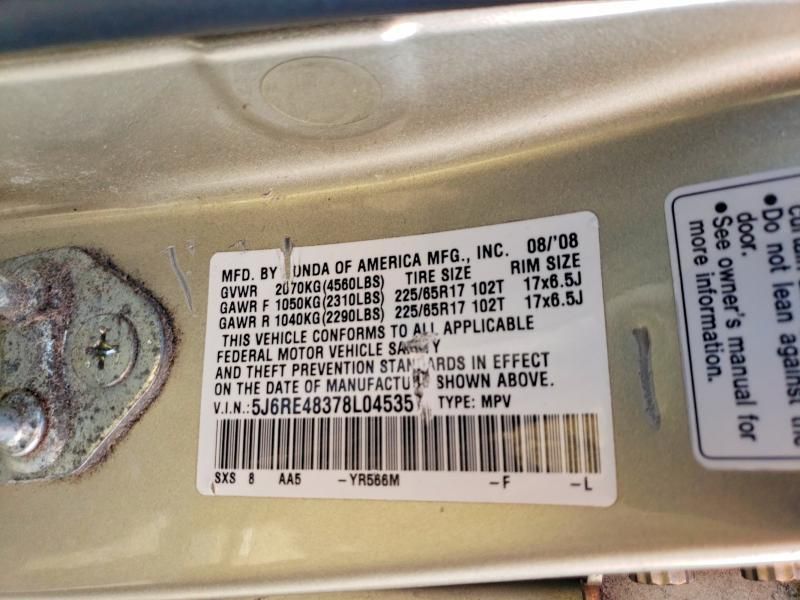 MFD. BY UNDA OF AMERICA MFG., INC. 08/'08
GVWR 2070KG(4560LBS) TIRE SIZE RIM SIZE
GAWR F 1050KG(2310LBS) 225/65R17 102T 17x6.5J
GAWR R 1040KG(2290LBS) 225/65R17 102T 17x6.5J
THIS VEHICLE CONFORMS TO ALL APPLICABLE
FEDERAL MOTOR VEHICLE
AND THEFT PREVENTION STANDARDS IN EFFECT
ON THE DATE OF MANUFACTURE SHOWN ABOVE.
V.I.N.: 5J6RE48378L04535 TYPE: MPV
SXS 8 AA5 -YR566M -F -L
• Do not lean against the
door.
• See owner's manual for
more information.